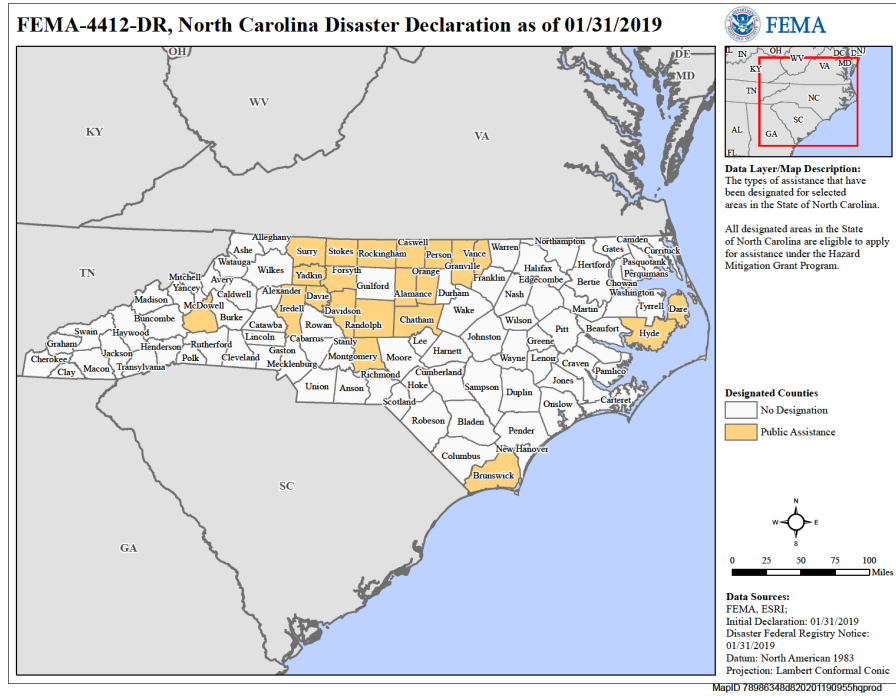 FEMA-4412-DR, North Carolina Disaster Declaration as of 01/31/2019
FEMA
OH
WV
KY
VA
DE
MD
TN
SC
GA
Alleghany
Ashe
Surry
Stokes
Rockingham
Caswell
Person
Vance
Granville
Warren
Northampton
Gates
Camden
Currituck
Pasquotank
Perquimans
Chowan
Hertford
Halifax
Bertie
Watauga
Wilkes
Yadkin
Forsyth
Guilford
Orange
Alamance
Durham
Franklin
Nash
Edgecombe
Martin
Washington
Tyrrell
Dare
Mitchell
Yancey
Avery
Caldwell
Alexander
Davie
Iredell
Davidson
Randolph
Chatham
Wake
Wilson
Pitt
Beaufort
Hyde
Madison
McDowell
Burke
Catawba
Rowan
Buncombe
Haywood
Swain
Graham
Cherokee
Clay
Macon
Jackson
Transylvania
Henderson
Polk
Rutherford
Cleveland
Lincoln
Gaston
Mecklenburg
Cabarrus
Stanly
Montgomery
Moore
Lee
Harnett
Johnston
Greene
Wayne
Lenoir
Craven
Pamlico
Jones
Carteret
Onslow
Duplin
Sampson
Cumberland
Hoke
Richmond
Scotland
Anson
Union
Robeson
Bladen
Pender
New Hanover
Columbus
Brunswick
IL
IN
OH
WV
DC
DE
NJ
MD
KY
VA
TN
NC
SC
AL
GA
FL
Data Layer/Map Description:
The types of assistance that have
been designated for selected
areas in the State of North Carolina.
All designated areas in the State
of North Carolina are eligible to apply
for assistance under the Hazard
Mitigation Grant Program.
Designated Counties
No Designation
Public Assistance
N
W
E
S
0 25 50 75 100
Miles
Data Sources:
FEMA, ESRI;
Initial Declaration: 01/31/2019
Disaster Federal Registry Notice:
01/31/2019
Datum: North American 1983
Projection: Lambert Conformal Conic
MapID 78986348d820201190955hqprod